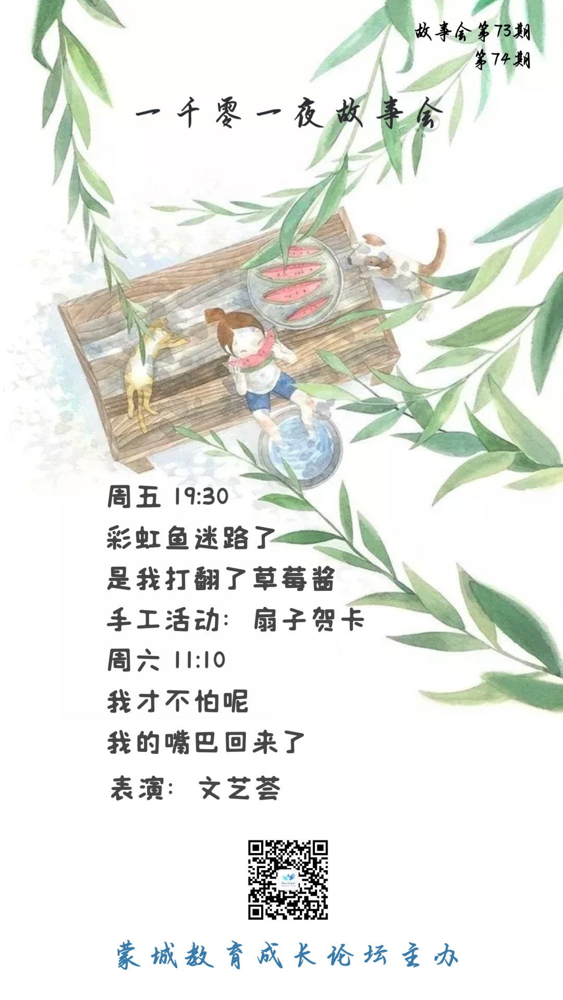 故事会第73期
第74期
一千零一夜故事会
周五 19:30
彩虹鱼迷路了
是我打翻了草莓酱
手工活动: 扇子贺卡
周六 11:10
我才不怕呢
我的嘴巴回来了
表演: 文艺荟
Montreal
蒙城教育成长论坛主办